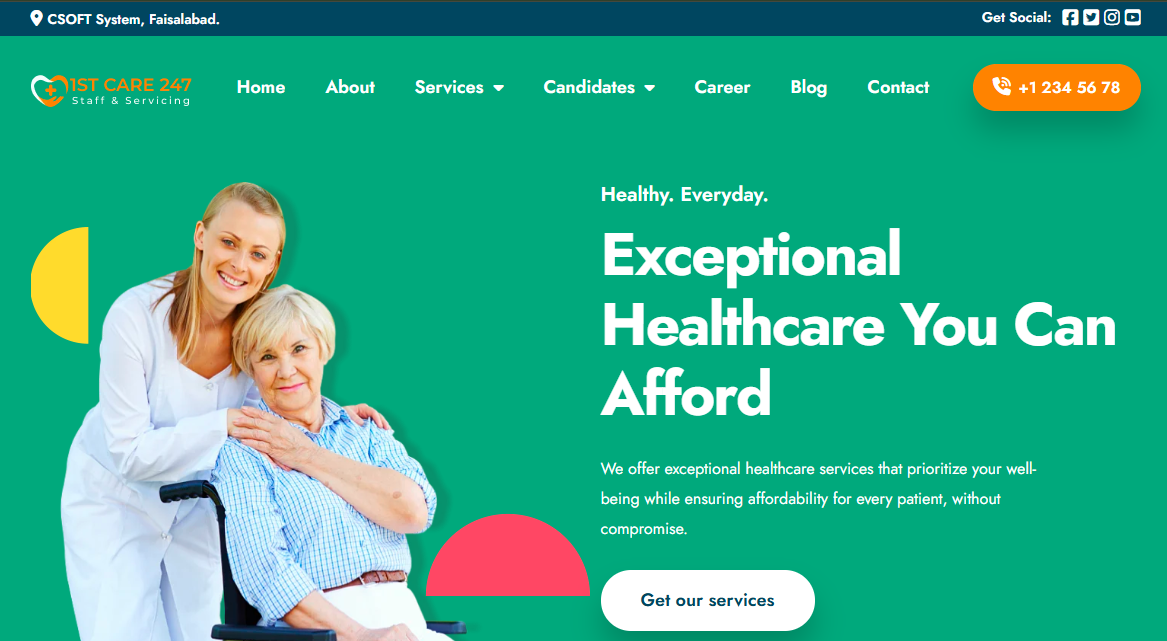 CSOFT System, Faisalabad.
Get Social:
1ST CARE 247
Staff & Servicing
Home
About
Services
Candidates
Career
Blog
Contact
+1 234 56 78
Healthy. Everyday.
Exceptional
Healthcare You Can
Afford
We offer exceptional healthcare services that prioritize your well-
being while ensuring affordability for every patient, without
compromise.
Get our services